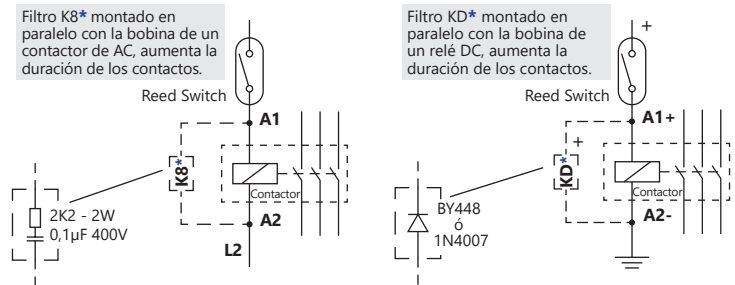 Filtro K8* montado en
paralelo con la bobina de un
contactor de AC, aumenta la
duración de los contactos.
Reed Switch
A1
K8*
Contactor
2K2 - 2W
0,1µF 400V
A2
L2
Filtro KD* montado en
paralelo con la bobina de
un relé DC, aumenta la
duración de los contactos.
+
Reed Switch
A1+
+
KD*
Contactor
BY448
ó
1N4007
A2-